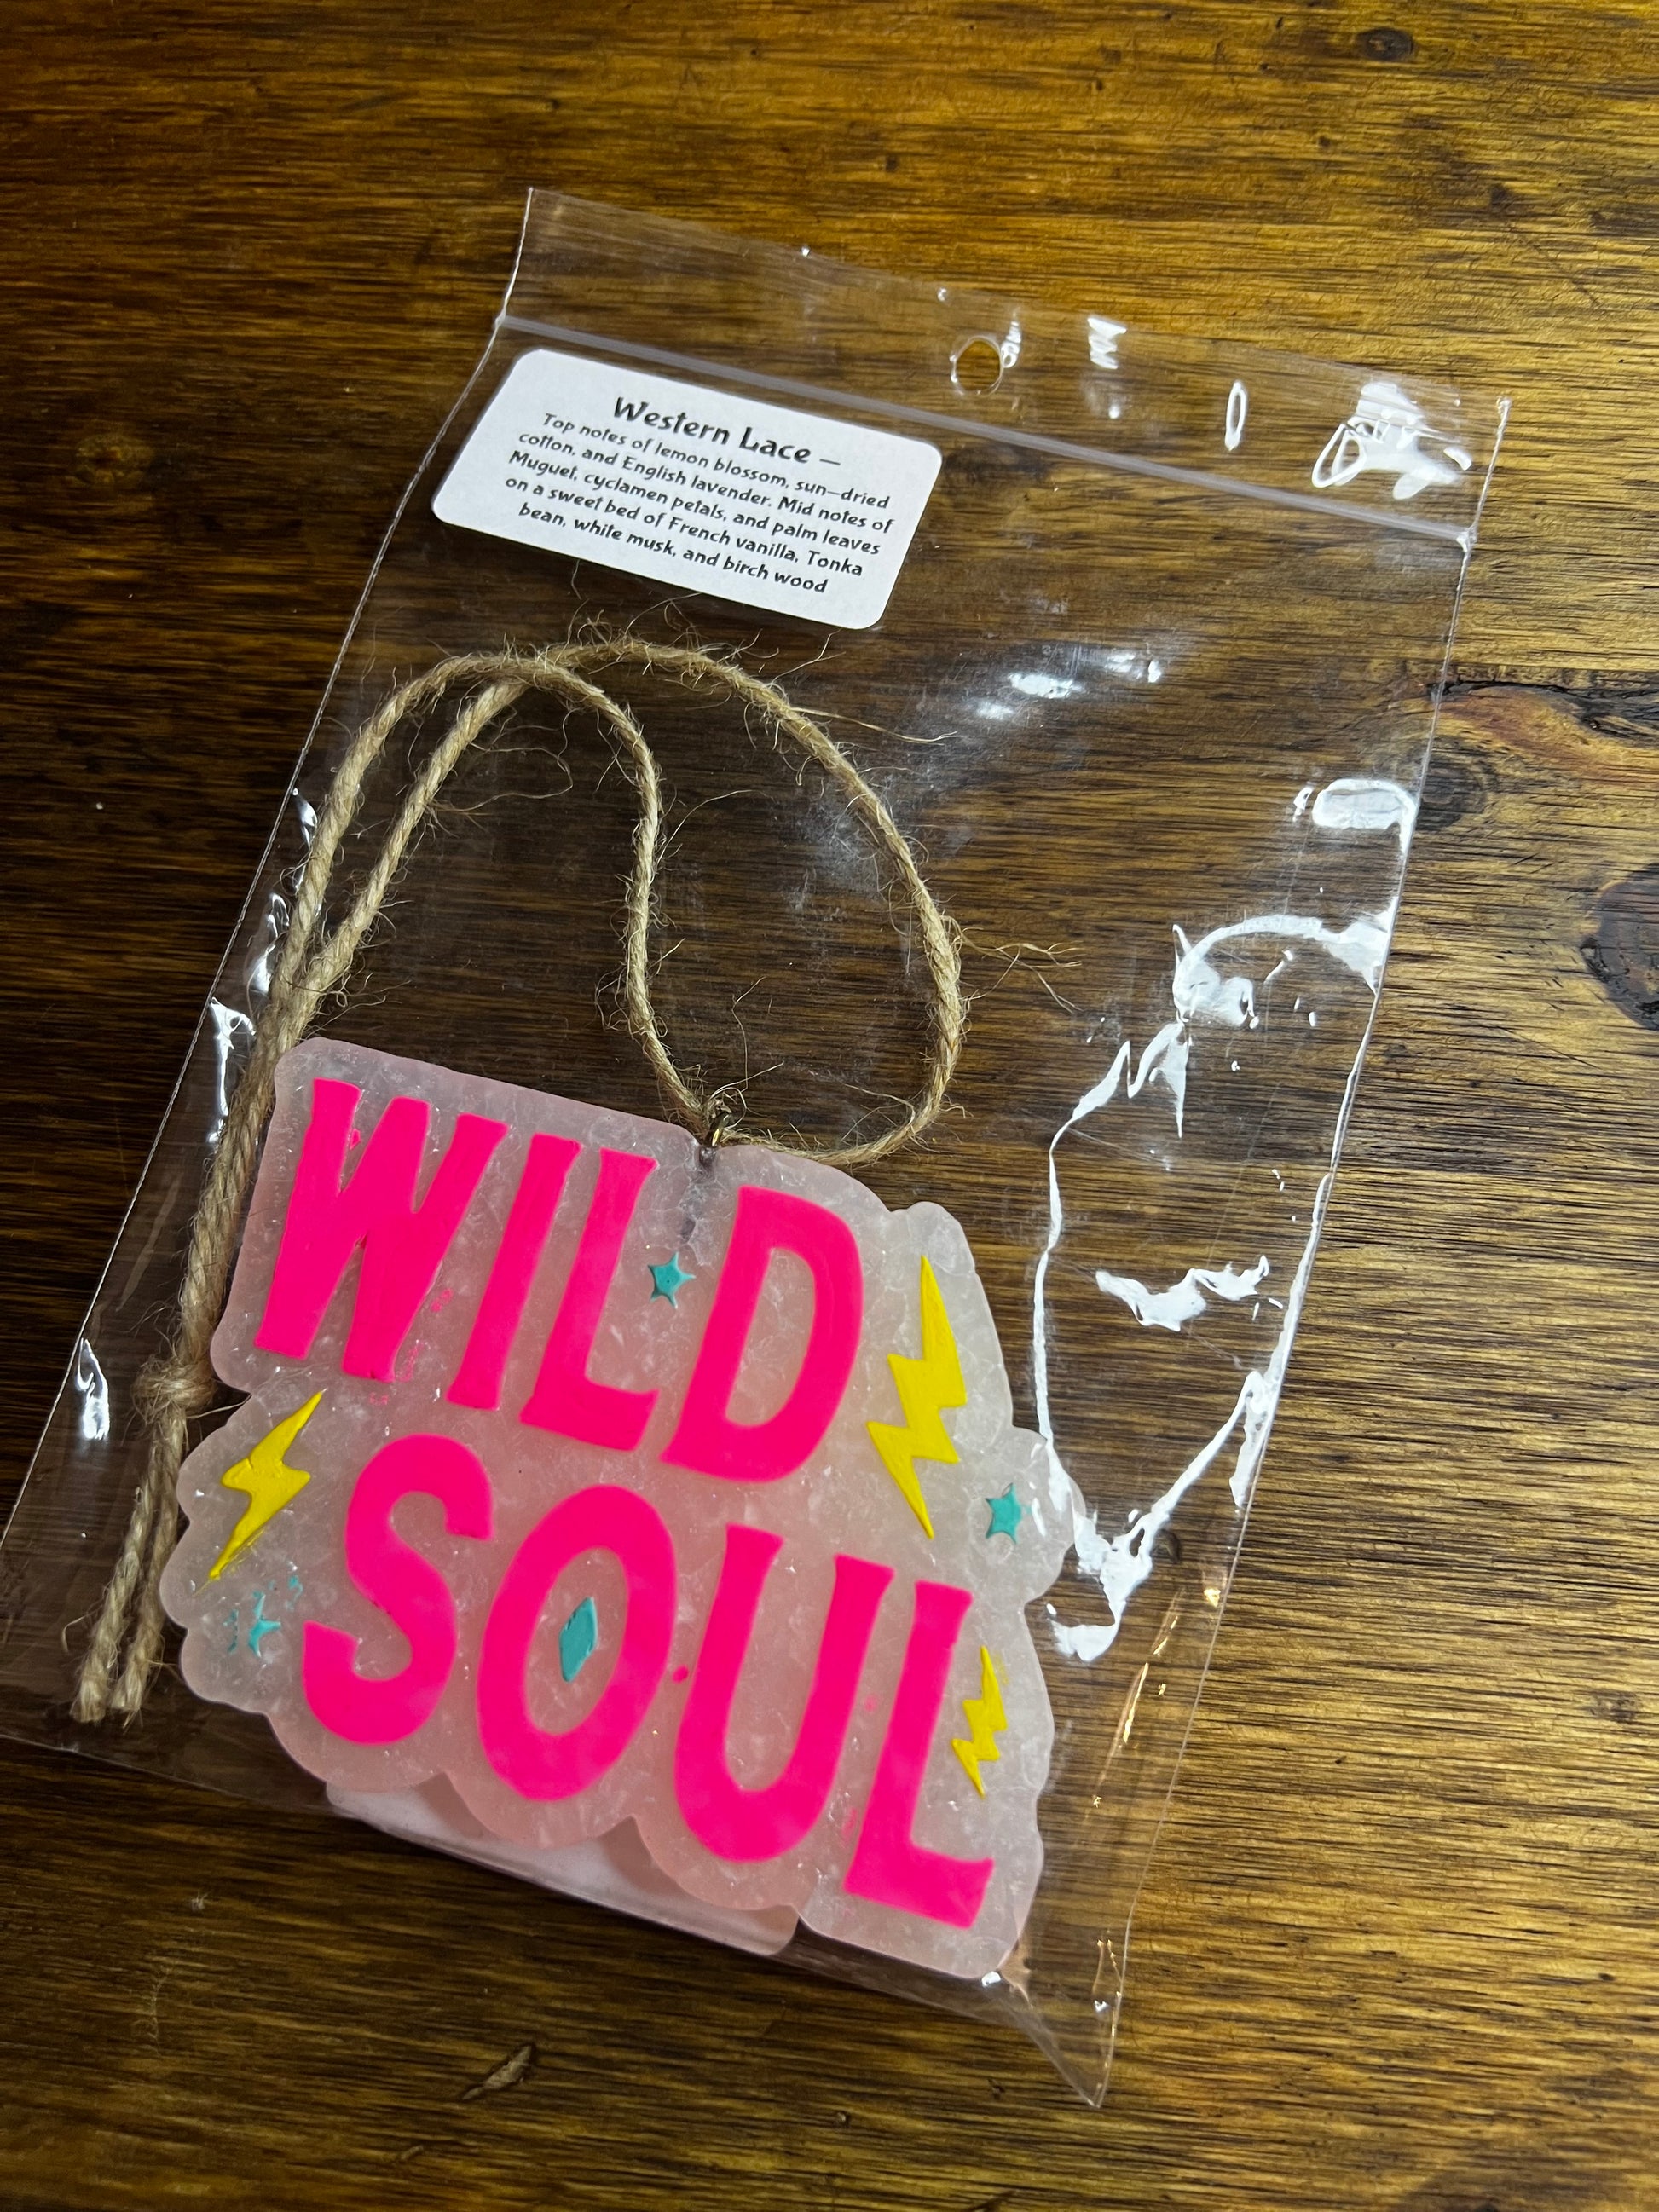 Western Lace —
Top notes of lemon blossom, sun-dried
cotton, and English lavender. Mid notes of
Muguet, cyclamen petals, and palm leaves
on a sweet bed of French vanilla, Tonka
bean, white musk, and birch wood
WILD
SOUL